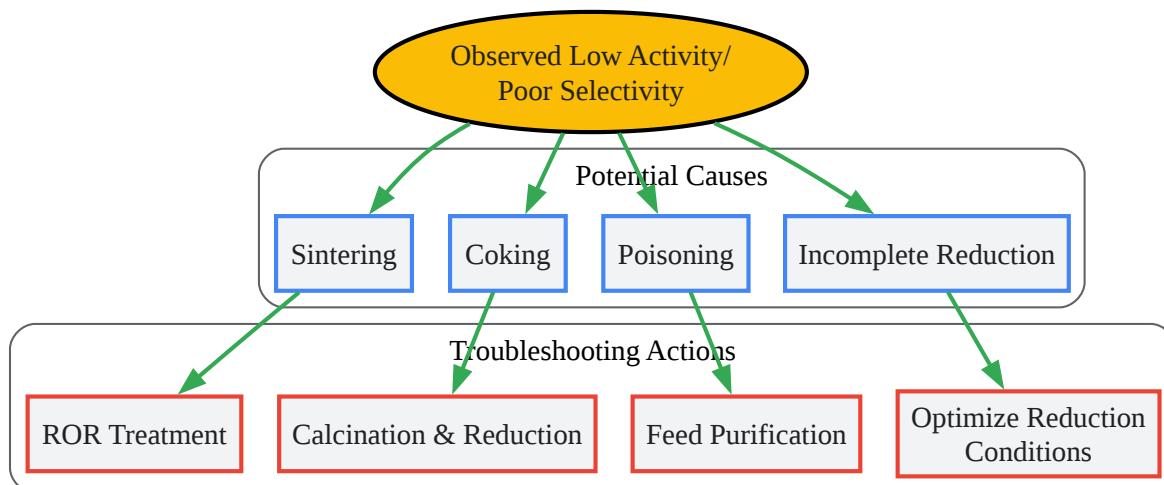 Observed Low Activity/
Poor Selectivity
Potential Causes
Sintering
Coking
Poisoning
Incomplete Reduction
Troubleshooting Actions
ROR Treatment
Calcination & Reduction
Feed Purification
Optimize Reduction
Conditions